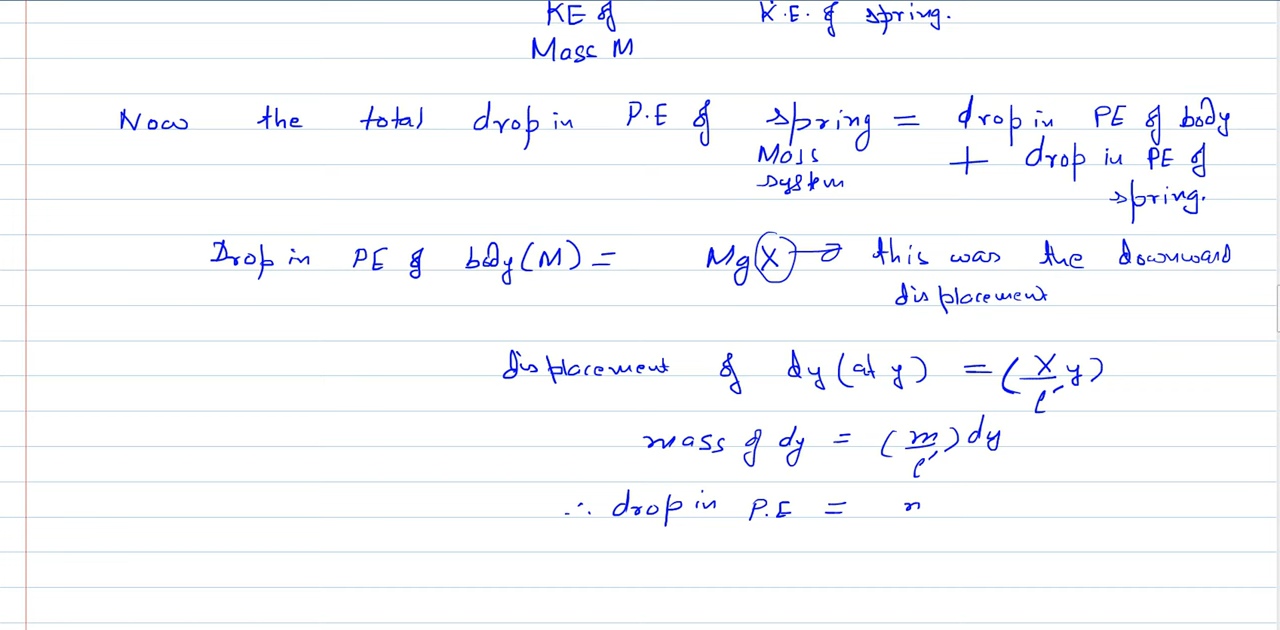 KE of K.E. of spring.
Mass M
Now the total drop in P.E of spring = drop in PE of body
Mass + drop in PE of
system spring.
Drop in PE of body (M) = Mg(X) → this was the downward
displacement
displacement of dy (at y) = (X/l' y)
mass of dy = (m/l') dy
∴ drop in P.E =